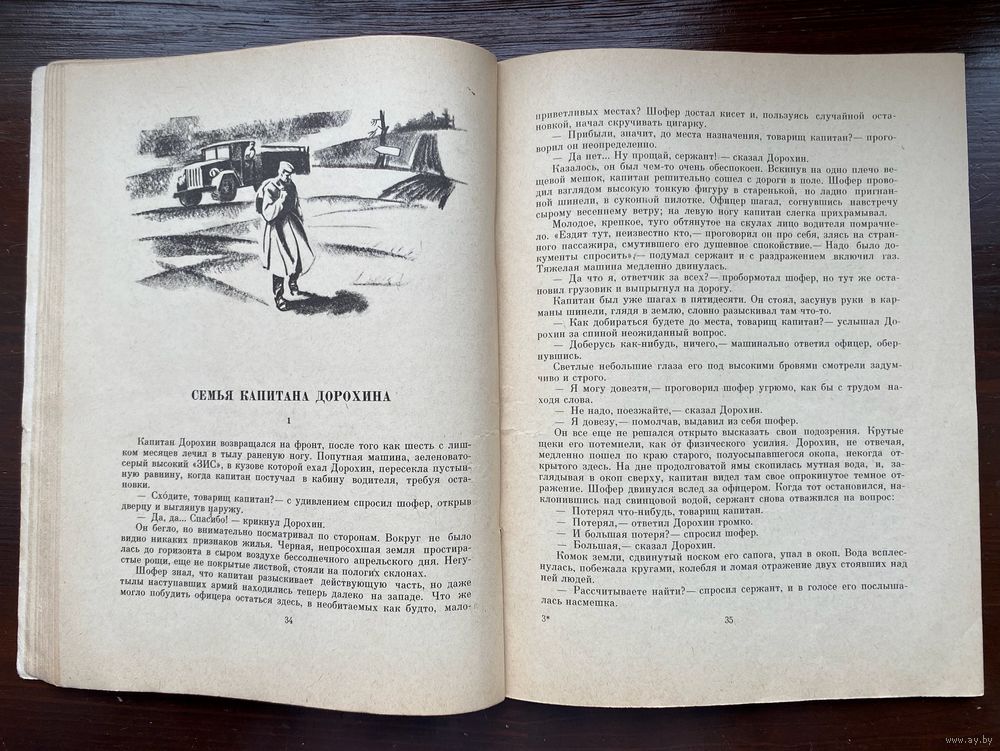 СЕМЬЯ КАПИТАНА ДОРОХИНА
1
Капитан Дорохин возвращался на фронт, после того как шесть с лиш-
ком месяцев лечил в тылу раненую ногу. Попутная машина, зеленовато-
серый высокий «ЗИС», в кузове которой ехал Дорохин, пересекла пустын-
ную равнину, когда капитан постучал в кабину водителя, требуя оста-
новки.
— Сходите, товарищ капитан?— с удивлением спросил шофер, открыв
дверцу и выглянув наружу.
— Да, да... Спасибо! — крикнул Дорохин.
Он бегло, но внимательно посматривал по сторонам. Вокруг не было
видно никаких признаков жилья. Черная, непросохшая земля простира-
лась до горизонта в сыром воздухе бессолнечного апрельского дня. Негу-
стые рощи, еще не покрытые листвой, стояли на пологих склонах.
Шофер знал, что капитан разыскивает действующую часть, но даже
тылы наступавших армий находились теперь далеко на западе. Что же
могло побудить офицера остаться здесь, в необитаемых как будто, мало-
34
приветливых местах? Шофер достал кисет и, пользуясь случайной оста-
новкой, начал скручивать цигарку.
— Прибыли, значит, до места назначения, товарищ капитан?— прого-
ворил он неопределенно.
— Да нет... Ну прощай, сержант! — сказал Дорохин.
Казалось, он был чем-то очень обеспокоен. Вскинув на одно плечо ве-
щевой мешок, капитан решительно сошел с дороги в поле. Шофер прово-
дил взглядом высокую тонкую фигуру в старенькой, но ладно пригнан-
ной шинели, в суконной пилотке. Офицер шагал, согнувшись навстречу
сырому весеннему ветру; на левую ногу капитан слегка прихрамывал.
Молодое, крепкое, туго обтянутое на скулах лицо водителя помрачне-
ло. «Ездят тут, неизвестно кто,— проговорил он про себя, злясь на стран-
ного пассажира, смутившего его душевное спокойствие.— Надо было до-
кументы спросить»,— подумал сержант и с раздражением включил газ.
Тяжелая машина медленно двинулась.
— Да что я, ответчик за всех?— пробормотал шофер, но тут же оста-
новил грузовик и выпрыгнул на дорогу.
Капитан был уже шагах в пятидесяти. Он стоял, засунув руки в кар-
маны шинели, глядя в землю, словно разыскивал там что-то.
— Как добираться будете до места, товарищ капитан?— услышал До-
рохин за спиной неожиданный вопрос.
— Доберусь как-нибудь, ничего,— машинально ответил офицер, обер-
нувшись.
Светлые небольшие глаза его под высокими бровями смотрели задум-
чиво и строго.
— Я могу довезти,— проговорил шофер угрюмо, как бы с трудом на-
ходя слова.
— Не надо, поезжайте,— сказал Дорохин.
— Я довезу,— помолчав, выдавил из себя шофер.
Он все еще не решался открыто высказать свои подозрения. Крутые
щеки его потемнели, как от физического усилия. Дорохин, не отвечая,
медленно пошел по краю старого, полуосыпавшегося окопа, некогда от-
крытого здесь. На дне продолговатой ямы скопилась мутная вода, и, за-
глядывая в окоп сверху, капитан видел там свое опрокинутое темное от-
ражение. Шофер двинулся вслед за офицером. Когда тот остановился, на-
клонившись над свинцовой водой, сержант снова отважился на вопрос:
— Потерял что-нибудь, товарищ капитан.
— Потерял,— ответил Дорохин громко.
— И большая потеря?— спросил шофер.
— Большая,— сказал Дорохин.
Комок земли, сдвинутый носком его сапога, упал в окоп. Вода всплес-
нулась, побежала кругами, колебля и ломая отражение двух стоявших над
ней людей.
— Рассчитываете найти?— спросил сержант, и в голосе его послыша-
лась насмешка.
3* 35
www.ay.by